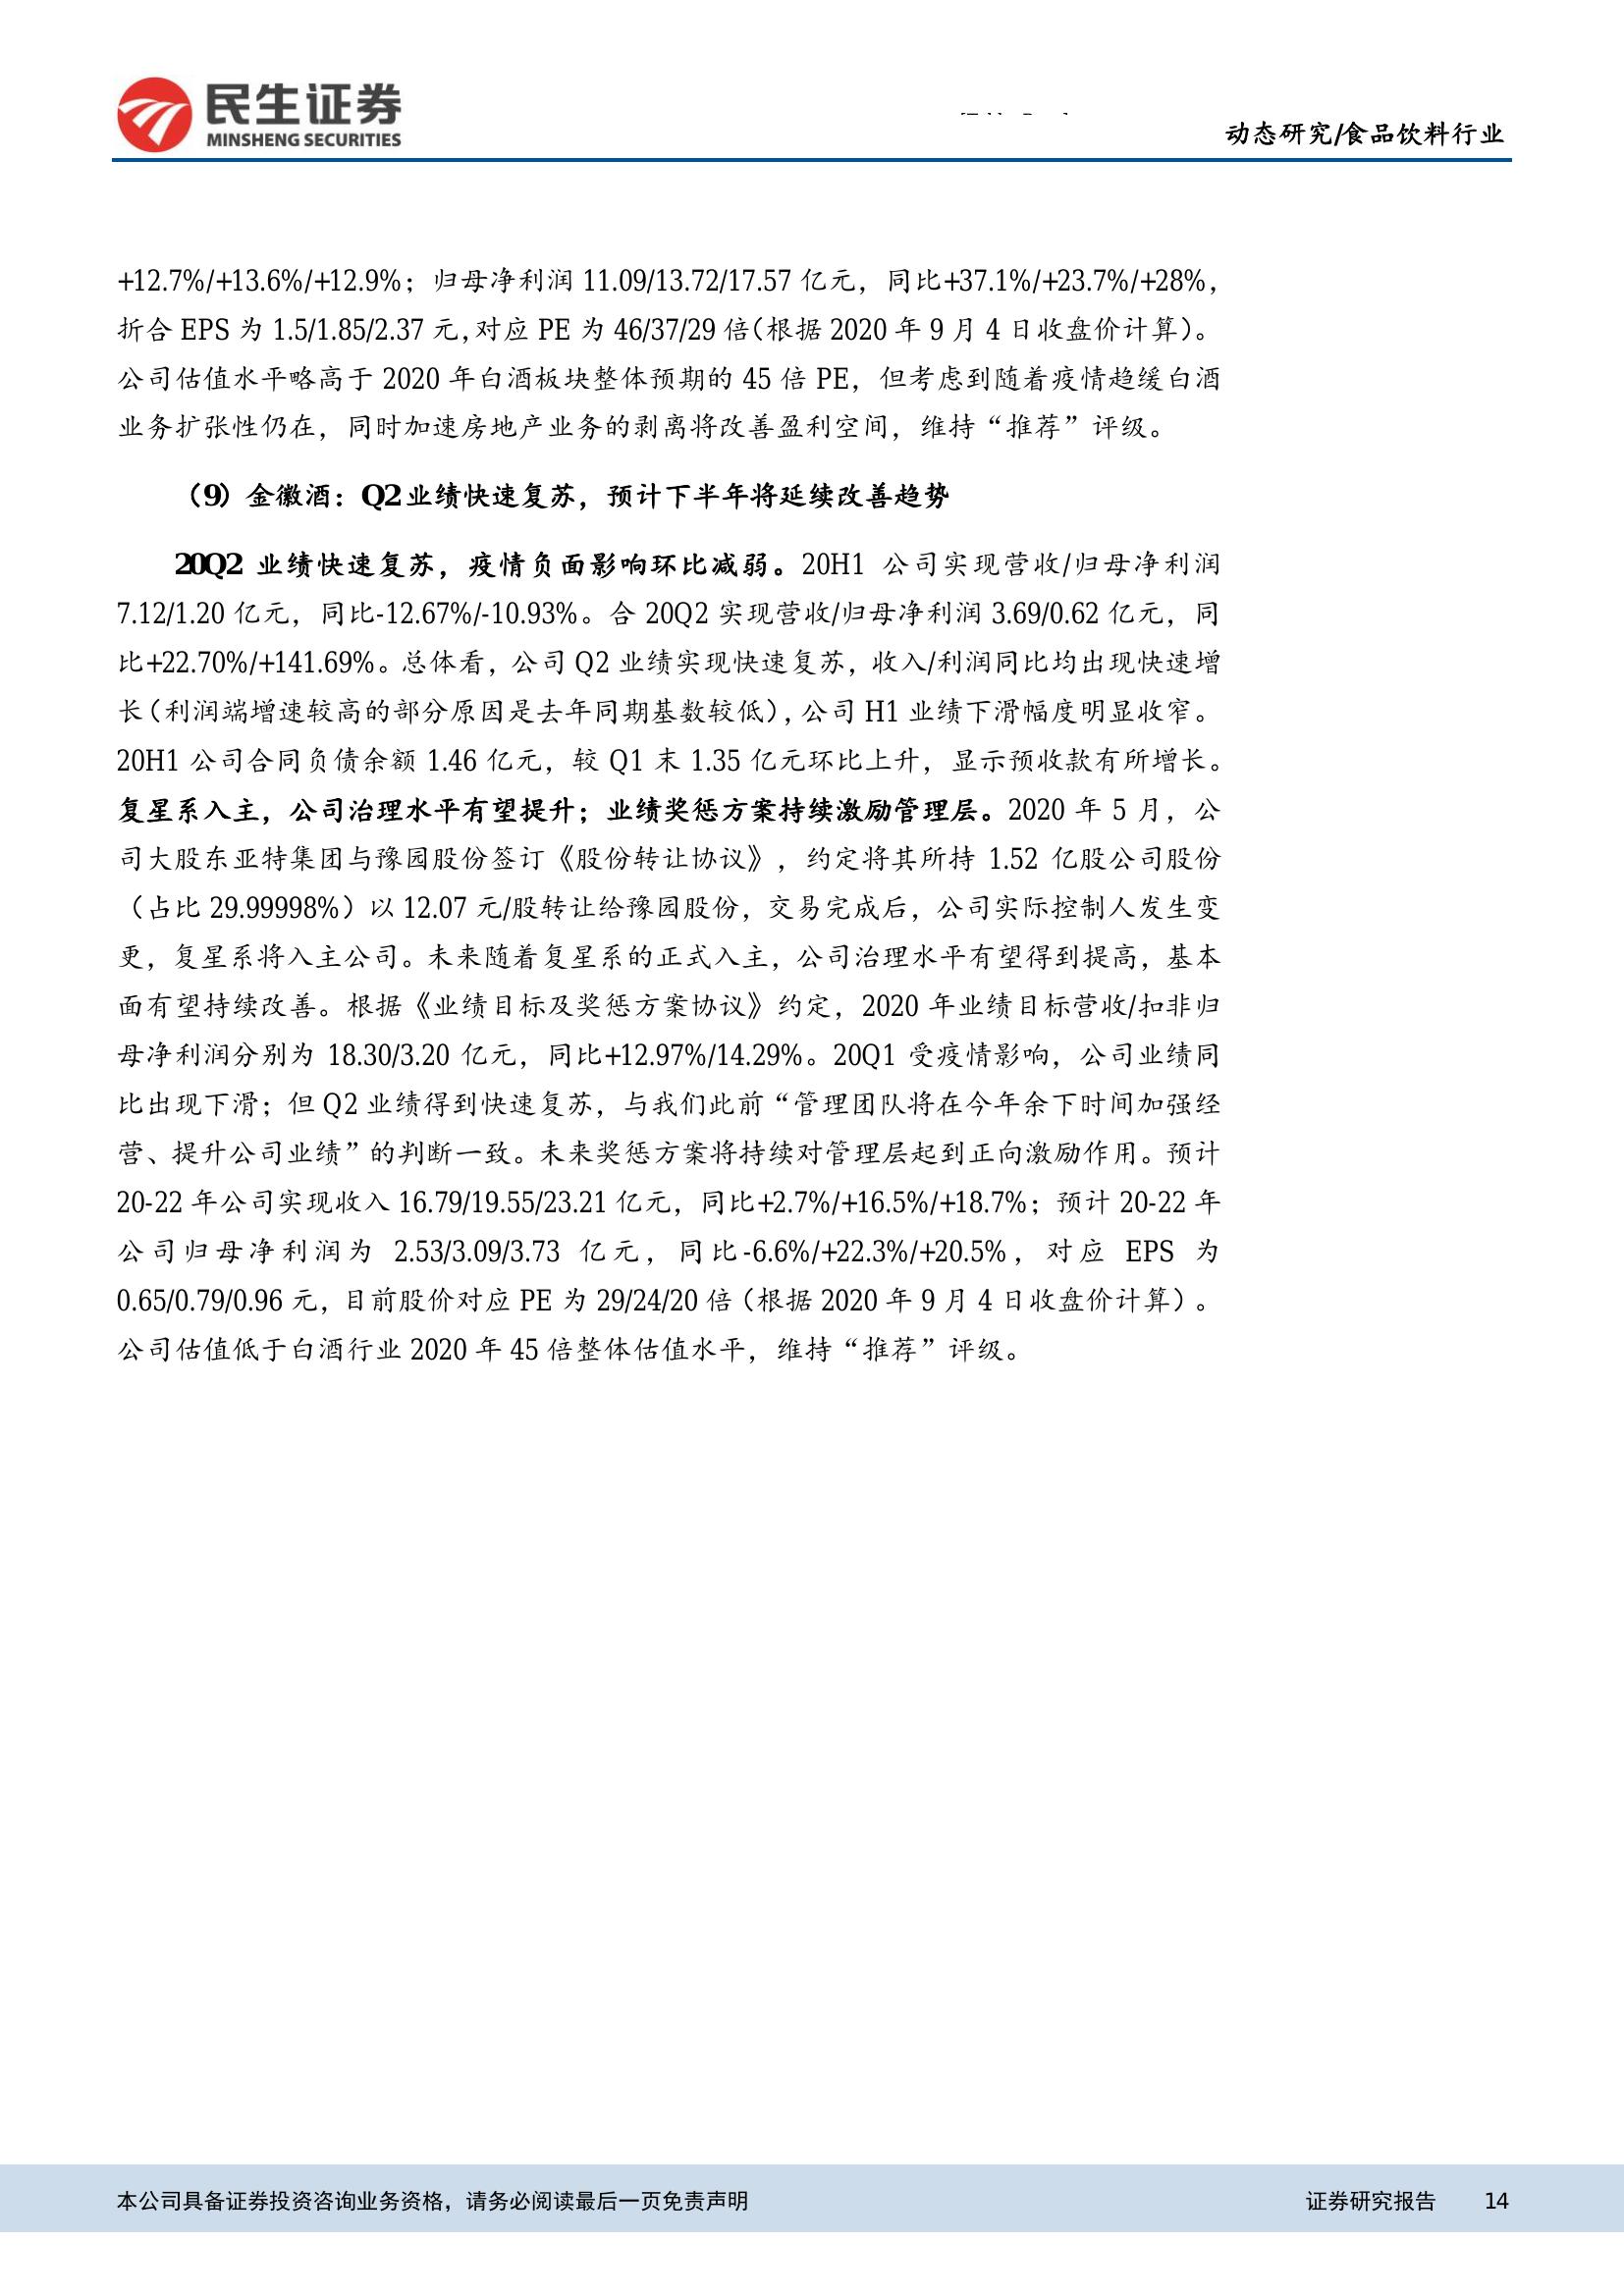 民生证券
MINSHENG SECURITIES
动态研究/食品饮料行业
+12.7%/+13.6%/+12.9%；归母净利润 11.09/13.72/17.57 亿元，同比+37.1%/+23.7%/+28%，
折合 EPS 为 1.5/1.85/2.37 元，对应 PE 为 46/37/29 倍（根据 2020 年 9 月 4 日收盘价计算）。
公司估值水平略高于 2020 年白酒板块整体预期的 45 倍 PE，但考虑到随着疫情趋缓白酒
业务扩张性仍在，同时加速房地产业务的剥离将改善盈利空间，维持“推荐”评级。
（9）金徽酒：Q2 业绩快速复苏，预计下半年将延续改善趋势
20Q2 业绩快速复苏，疫情负面影响环比减弱。20H1 公司实现营收/归母净利润
7.12/1.20 亿元，同比-12.67%/-10.93%。合 20Q2 实现营收/归母净利润 3.69/0.62 亿元，同
比+22.70%/+141.69%。总体看，公司 Q2 业绩实现快速复苏，收入/利润同比均出现快速增
长（利润端增速较高的部分原因是去年同期基数较低），公司 H1 业绩下滑幅度明显收窄。
20H1 公司合同负债余额 1.46 亿元，较 Q1 末 1.35 亿元环比上升，显示预收款有所增长。
复星系入主，公司治理水平有望提升；业绩奖惩方案持续激励管理层。2020 年 5 月，公
司大股东亚特集团与豫园股份签订《股份转让协议》，约定将其所持 1.52 亿股公司股份
（占比 29.99998%）以 12.07 元/股转让给豫园股份，交易完成后，公司实际控制人发生变
更，复星系将入主公司。未来随着复星系的正式入主，公司治理水平有望得到提高，基本
面有望持续改善。根据《业绩目标及奖惩方案协议》约定，2020 年业绩目标营收/扣非归
母净利润分别为 18.30/3.20 亿元，同比+12.97%/14.29%。20Q1 受疫情影响，公司业绩同
比出现下滑；但 Q2 业绩得到快速复苏，与我们此前“管理团队将在今年余下时间加强经
营、提升公司业绩”的判断一致。未来奖惩方案将持续对管理层起到正向激励作用。预计
20-22 年公司实现收入 16.79/19.55/23.21 亿元，同比+2.7%/+16.5%/+18.7%；预计 20-22 年
公司归母净利润为 2.53/3.09/3.73 亿元，同比-6.6%/+22.3%/+20.5%，对应 EPS 为
0.65/0.79/0.96 元，目前股价对应 PE 为 29/24/20 倍（根据 2020 年 9 月 4 日收盘价计算）。
公司估值低于白酒行业 2020 年 45 倍整体估值水平，维持“推荐”评级。
本公司具备证券投资咨询业务资格，请务必阅读最后一页免责声明
证券研究报告 14